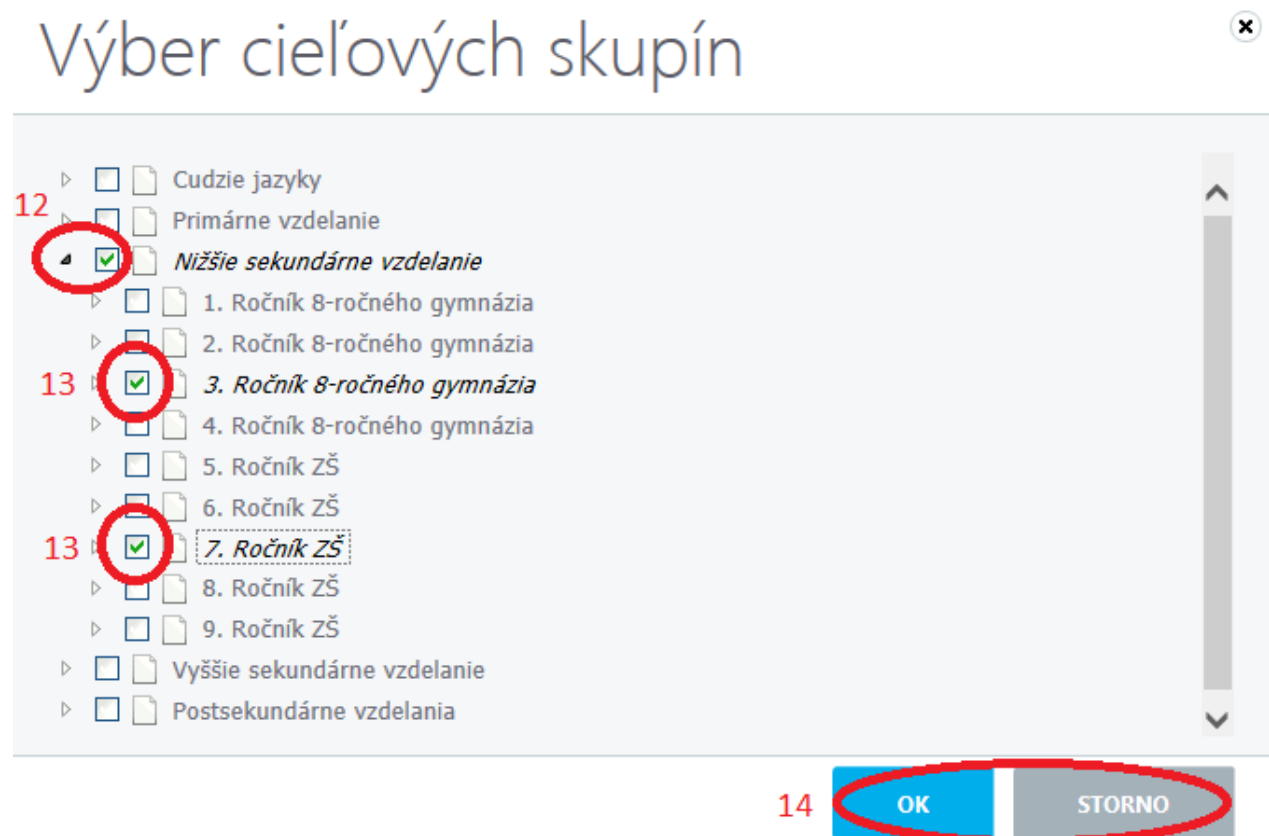 Výber cieľových skupín
Cudzie jazyky
12
Primárne vzdelanie
Nižšie sekundárne vzdelanie
1. Ročník 8-ročného gymnázia
2. Ročník 8-ročného gymnázia
13 3. Ročník 8-ročného gymnázia
4. Ročník 8-ročného gymnázia
5. Ročník ZŠ
6. Ročník ZŠ
13 7. Ročník ZŠ
8. Ročník ZŠ
9. Ročník ZŠ
Vyššie sekundárne vzdelanie
Postsekundárne vzdelania
14 OK STORNO